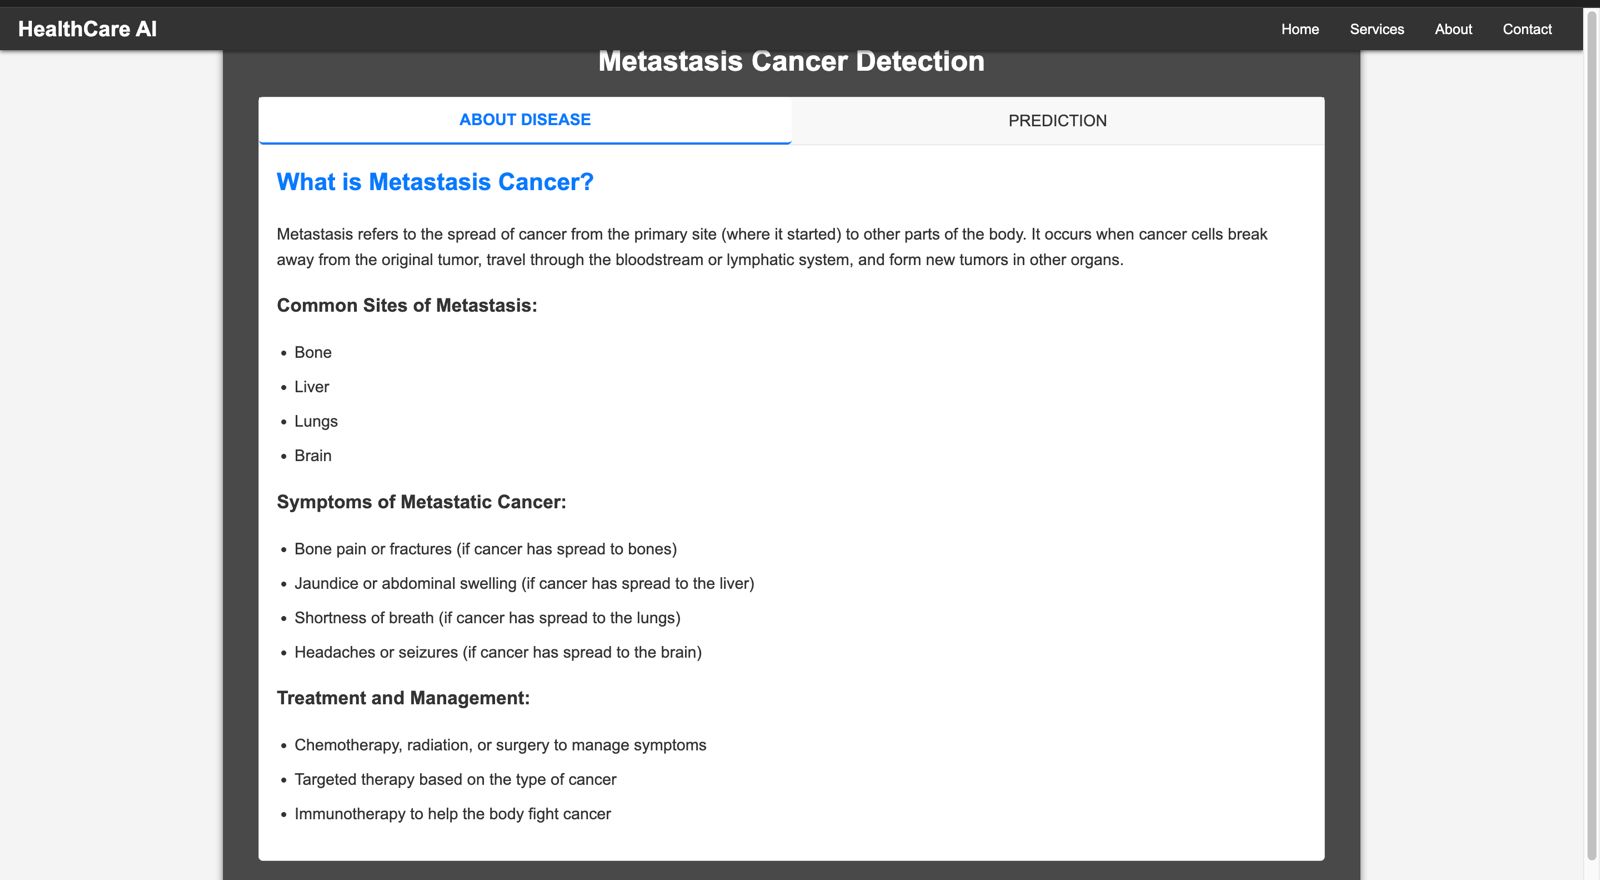 HealthCare AI
Home Services About Contact
Metastasis Cancer Detection
ABOUT DISEASE
PREDICTION
What is Metastasis Cancer?
Metastasis refers to the spread of cancer from the primary site (where it started) to other parts of the body. It occurs when cancer cells break
away from the original tumor, travel through the bloodstream or lymphatic system, and form new tumors in other organs.
Common Sites of Metastasis:
• Bone
• Liver
• Lungs
• Brain
Symptoms of Metastatic Cancer:
• Bone pain or fractures (if cancer has spread to bones)
• Jaundice or abdominal swelling (if cancer has spread to the liver)
• Shortness of breath (if cancer has spread to the lungs)
• Headaches or seizures (if cancer has spread to the brain)
Treatment and Management:
• Chemotherapy, radiation, or surgery to manage symptoms
• Targeted therapy based on the type of cancer
• Immunotherapy to help the body fight cancer